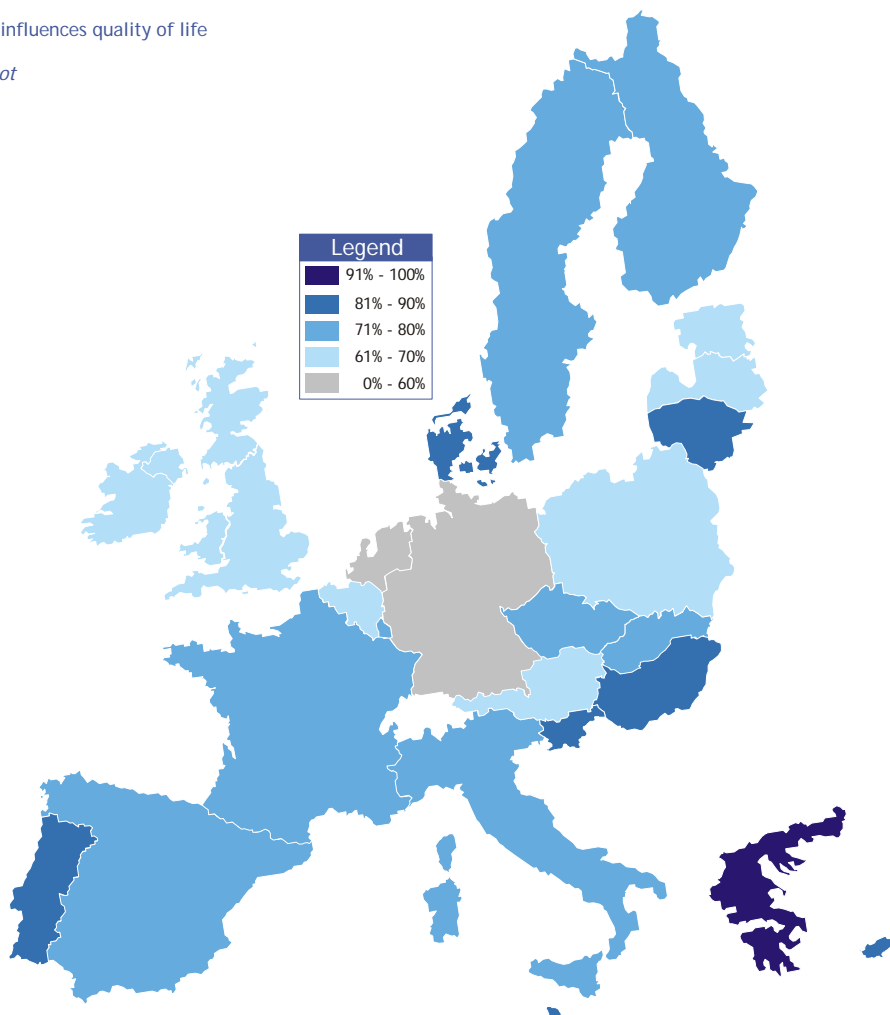 influences quality of life
ot
Legend
91% - 100%
81% - 90%
71% - 80%
61% - 70%
0% - 60%